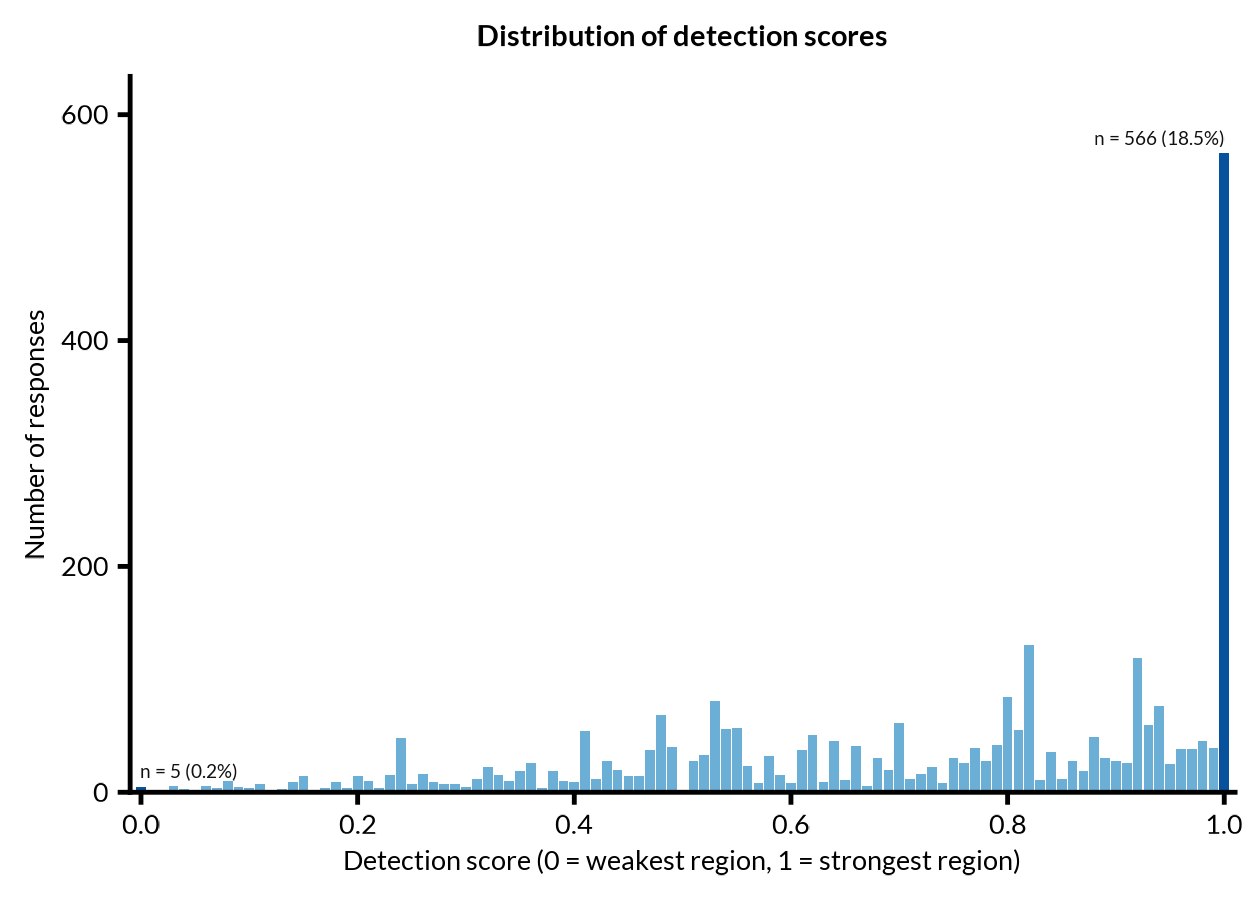 Distribution of detection scores
600
n = 566 (18.5%)
400
Number of responses
200
n = 5 (0.2%)
0
0.0 0.2 0.4 0.6 0.8 1.0
Detection score (0 = weakest region, 1 = strongest region)